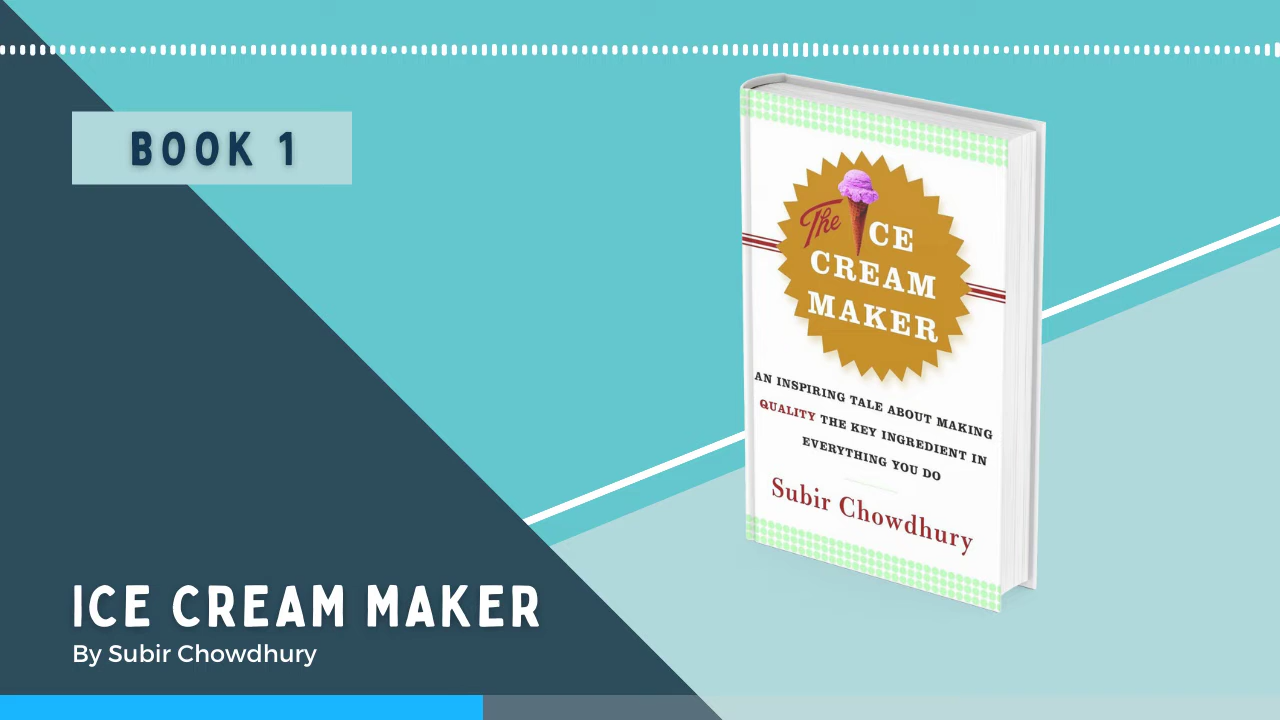 BOOK 1
The ICE
CREAM
MAKER
AN INSPIRING TALE ABOUT MAKING
QUALITY THE KEY INGREDIENT IN
EVERYTHING YOU DO
Subir Chowdhury
ICE CREAM MAKER
By Subir Chowdhury